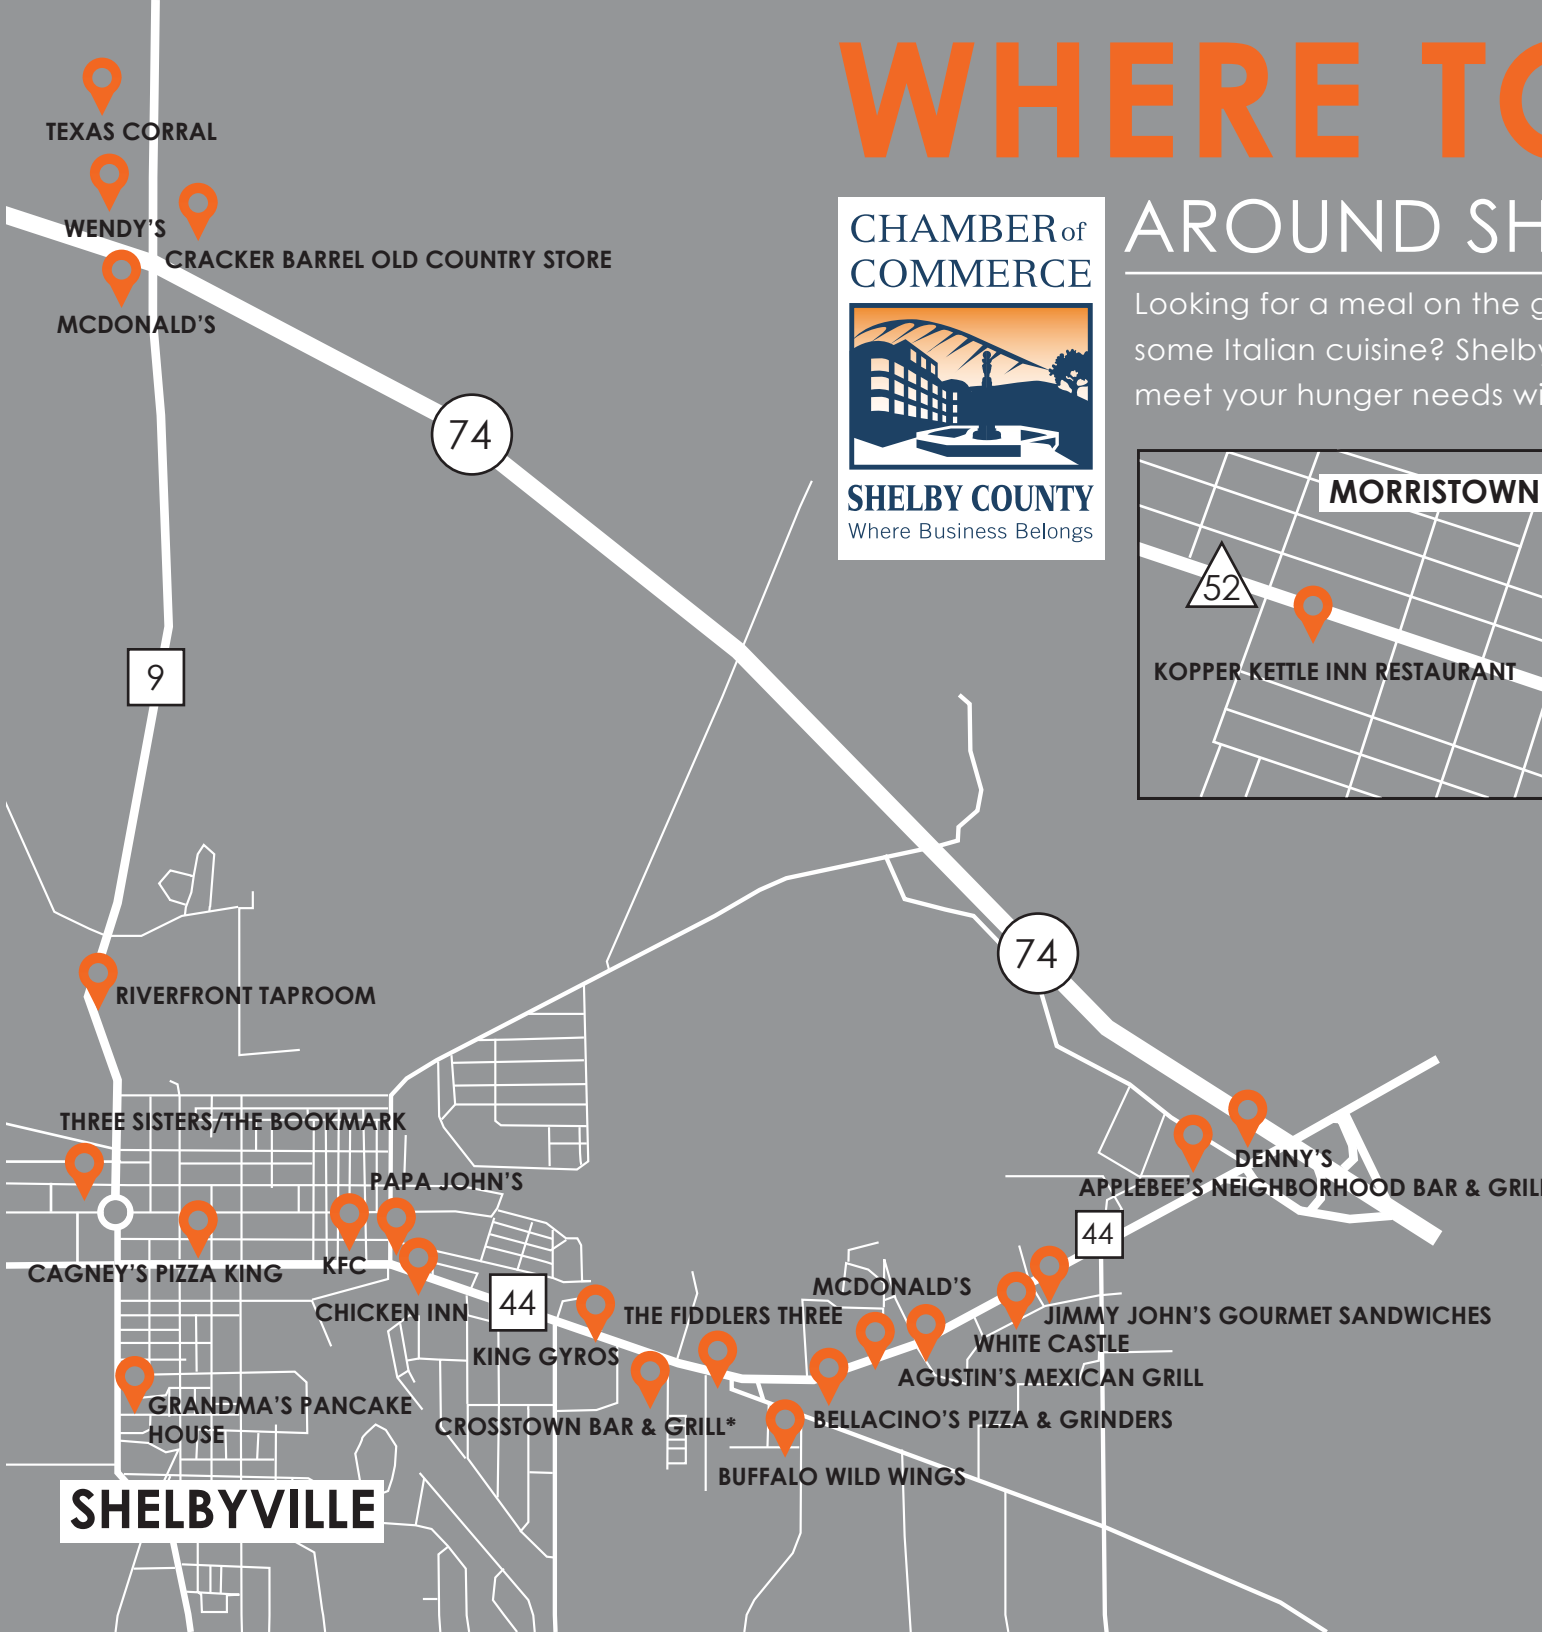 WHERE TO
TEXAS CORRAL
WENDY'S
CRACKER BARREL OLD COUNTRY STORE
MCDONALD'S
CHAMBER of
COMMERCE
SHELBY COUNTY
Where Business Belongs
AROUND SH
Looking for a meal on the g
some Italian cuisine? Shelby
meet your hunger needs wi
74
MORRISTOWN
52
KOPPER KETTLE INN RESTAURANT
9
74
RIVERFRONT TAPROOM
THREE SISTERS/THE BOOKMARK
PAPA JOHN'S
DENNY'S
APPLEBEE'S NEIGHBORHOOD BAR & GRILL
44
CAGNEY'S PIZZA KING
KFC
CHICKEN INN
44
THE FIDDLERS THREE
MCDONALD'S
JIMMY JOHN'S GOURMET SANDWICHES
WHITE CASTLE
KING GYROS
AGUSTIN'S MEXICAN GRILL
GRANDMA'S PANCAKE
HOUSE
CROSSTOWN BAR & GRILL*
BELLACINO'S PIZZA & GRINDERS
BUFFALO WILD WINGS
SHELBYVILLE